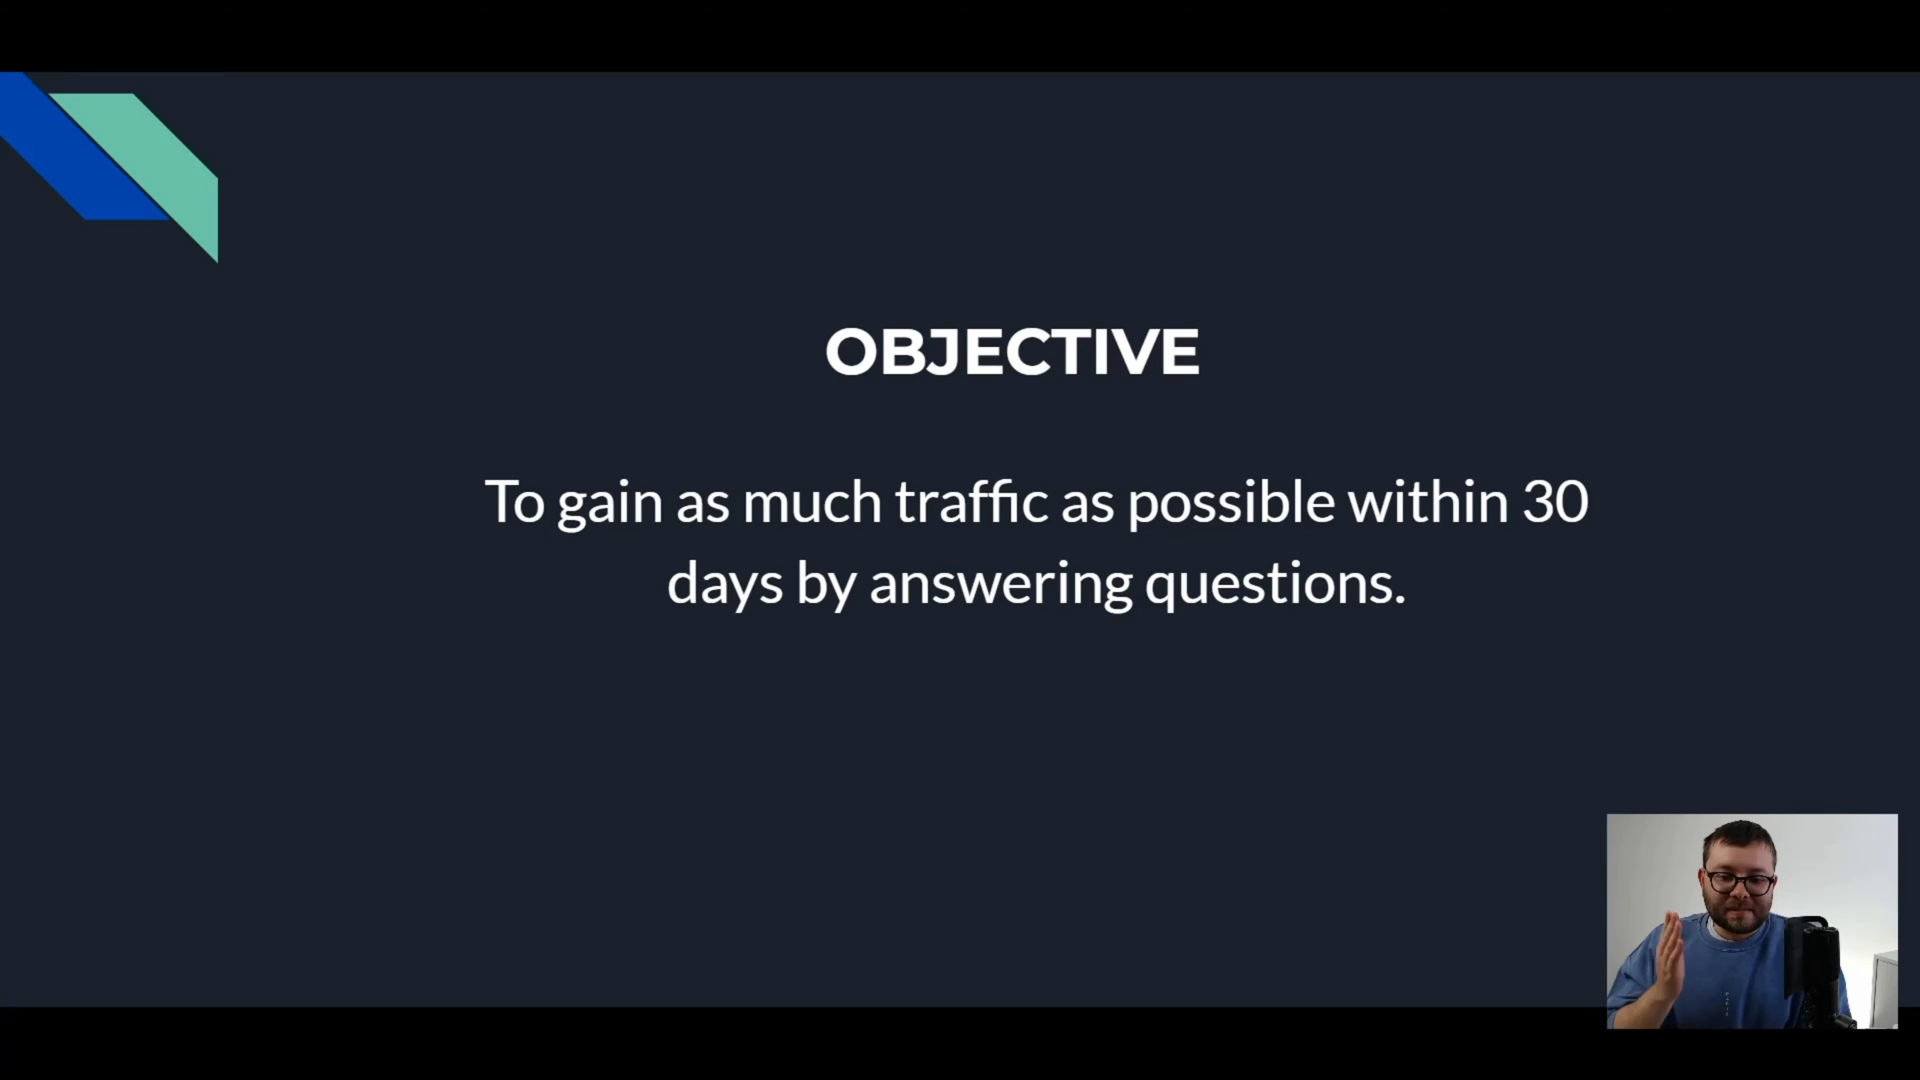 OBJECTIVE
To gain as much traffic as possible within 30
days by answering questions.